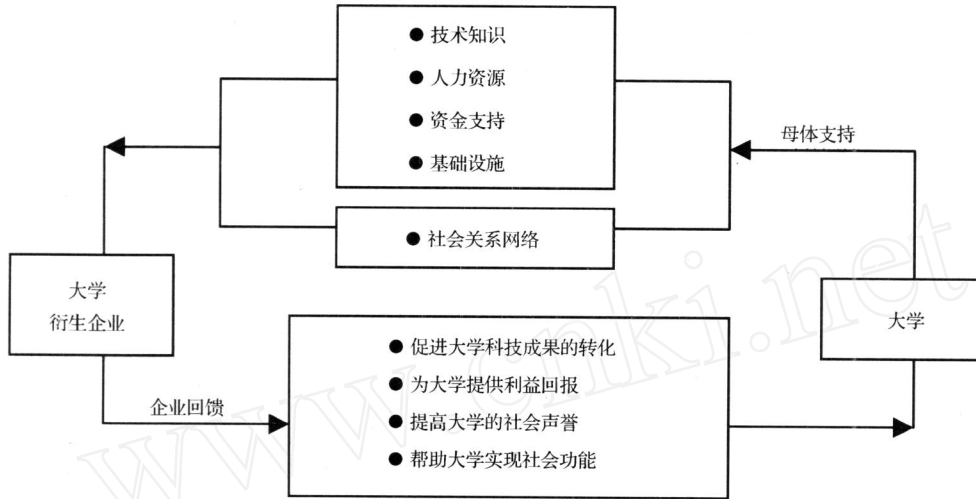 ● 技术知识
● 人力资源
● 资金支持
● 基础设施
母体支持
● 社会关系网络
大学
衍生企业
大学
● 促进大学科技成果的转化
● 为大学提供利益回报
● 提高大学的社会声誉
● 帮助大学实现社会功能
企业回馈
www.cnki.net